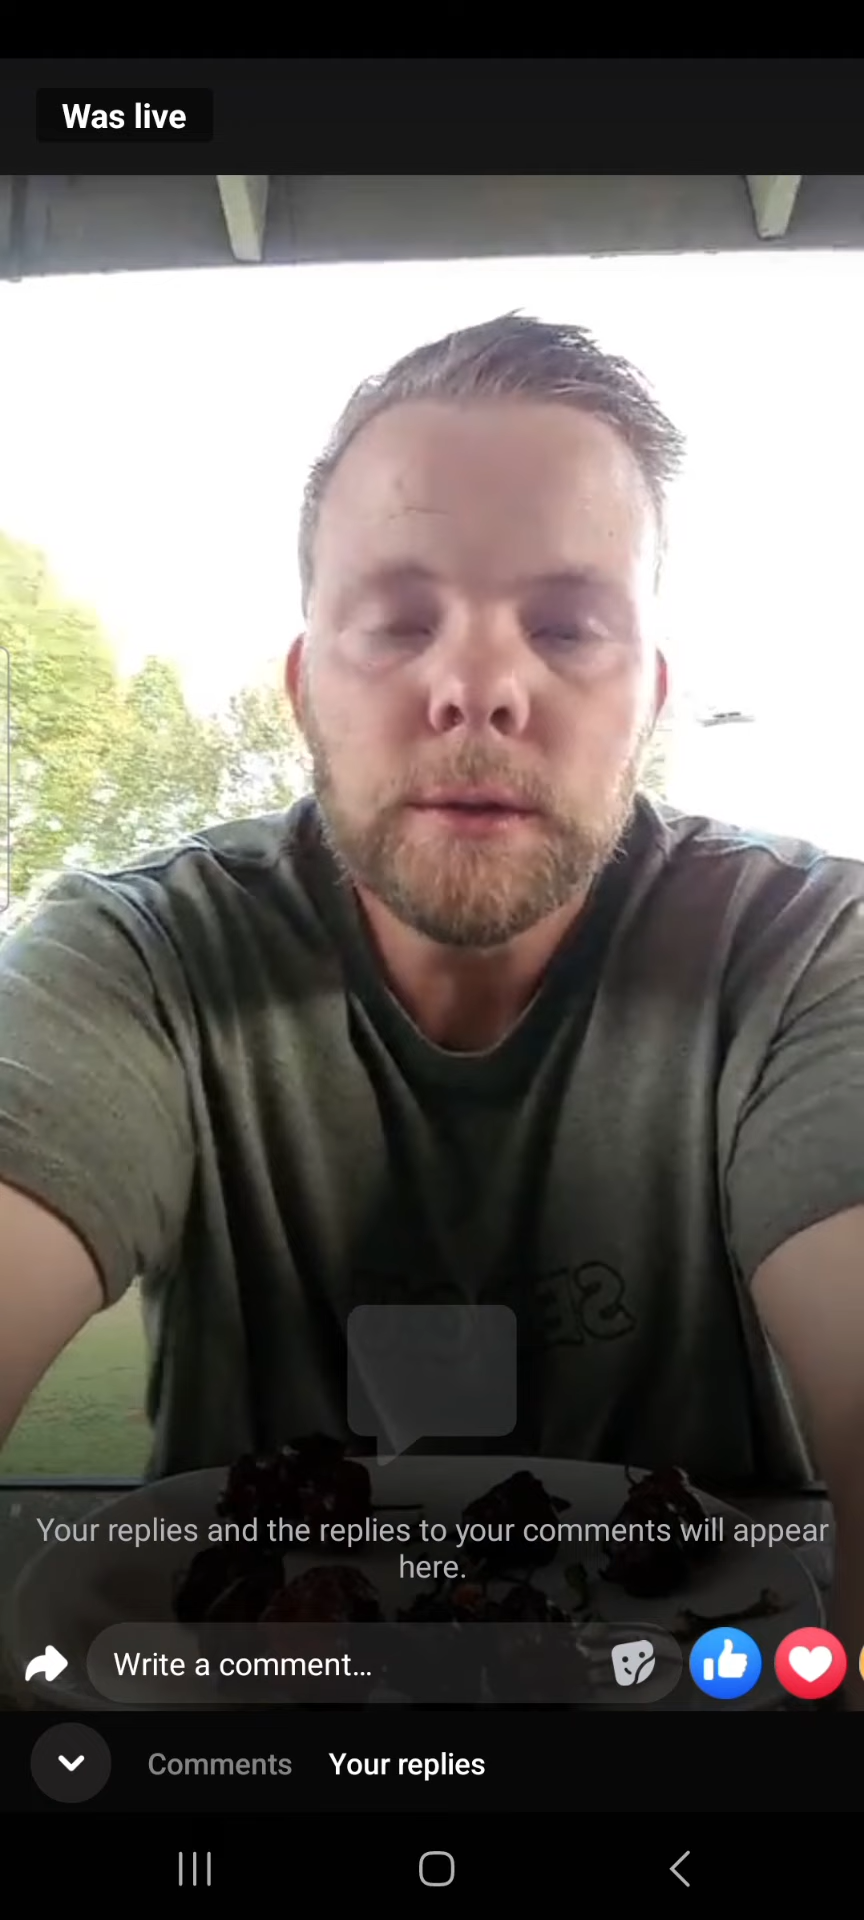 Was live
Your replies and the replies to your comments will appear
here.
Write a comment...
Comments
Your replies